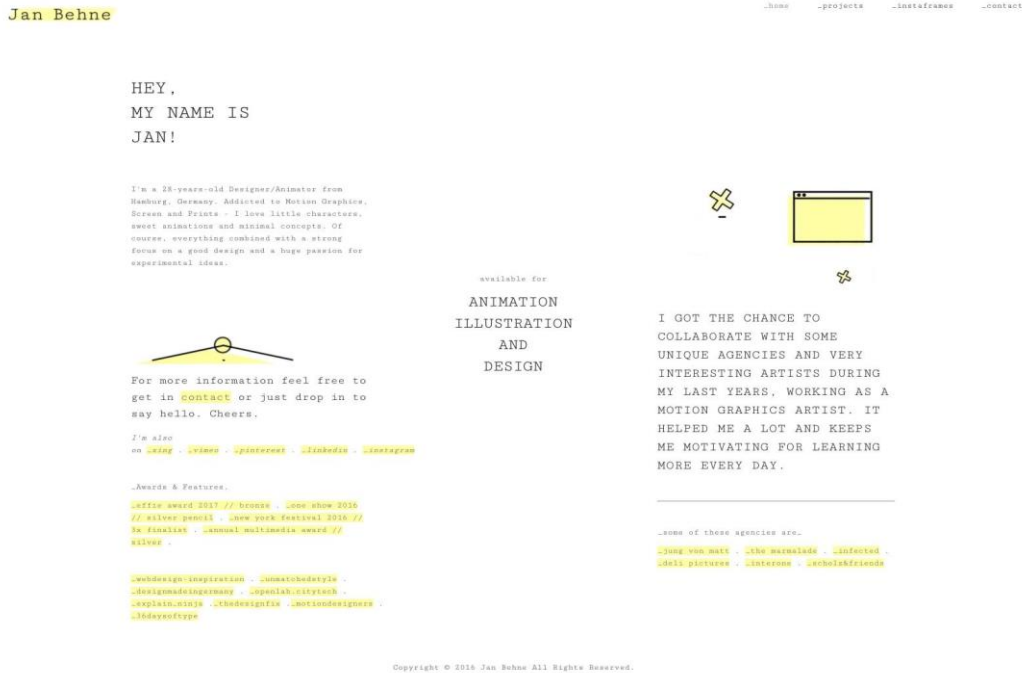 Jan Behne
_home _projects _instaframes _contact
HEY,
MY NAME IS
JAN!
I'm a 28-years-old Designer/Animator from
Hamburg, Germany. Addicted to Motion Graphics,
Screen and Prints - I love little characters,
sweet animations and minimal concepts. Of
course, everything combined with a strong
focus on a good design and a huge passion for
experimental ideas.
For more information feel free to
get in contact or just drop in to
say hello. Cheers.
I'm also
on _xing . _vimeo . _pinterest . _linkedin . _instagram
_Awards & Features.
_effie award 2017 // bronze . _one show 2016
// silver pencil . _new york festival 2016 //
3x finalist . _annual multimedia award //
silver .
_webdesign-inspiration . _unmatchedstyle .
_designmadeingermany . _openlab.citytech .
_explain_ninja ._thedesignfix ._motiondesigners .
_36daysoftype
available for
ANIMATION
ILLUSTRATION
AND
DESIGN
I GOT THE CHANCE TO
COLLABORATE WITH SOME
UNIQUE AGENCIES AND VERY
INTERESTING ARTISTS DURING
MY LAST YEARS, WORKING AS A
MOTION GRAPHICS ARTIST. IT
HELPED ME A LOT AND KEEPS
ME MOTIVATING FOR LEARNING
MORE EVERY DAY.
_some of these agencies are_
_jung von matt . _the marmalade . _infected .
_deli pictures . _interone . _scholz&friends
Copyright © 2016 Jan Behne All Rights Reserved.